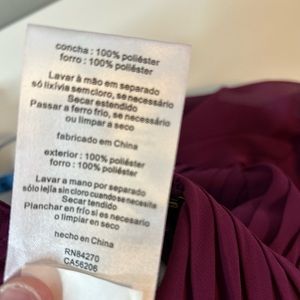 concha : 100% poliéster
forro : 100% poliéster
Lavar à mão em separado
só lixívia sem cloro, se necessário
Secar estendido
Passar a ferro frio, se necessário
ou limpar a seco
fabricado em China
exterior : 100% poliéster
forro : 100% poliéster
Lavar a mano por separado
sólo lejía sin cloro cuando se necesario
Secar tendido
Planchar en frío si es necesario
o limpiar en seco
hecho en China
RN84270
CA56206